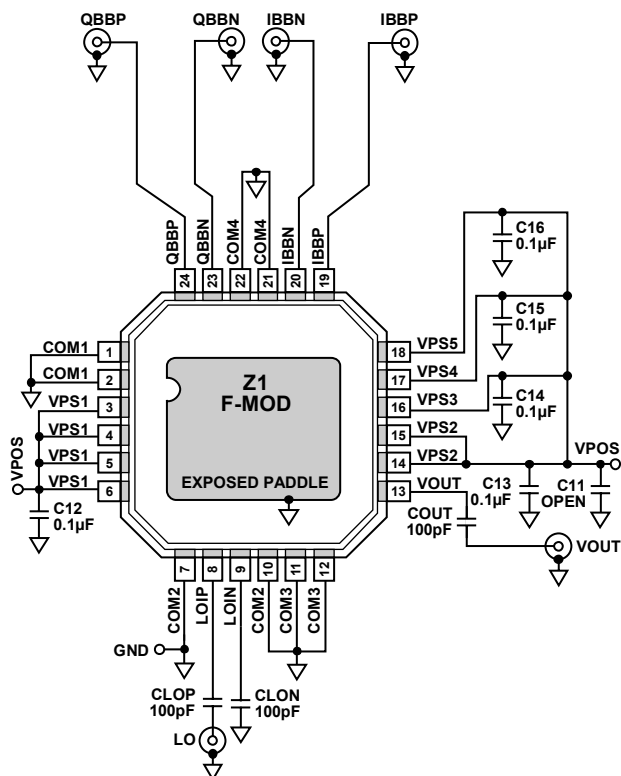 QBBP
QBBN
IBBN
IBBP
QBBP
QBBN
COM4
COM4
IBBN
IBBP
24
23
22
21
20
19
C16
0.1µF
C15
0.1µF
C14
0.1µF
COM1
1
COM1
2
VPS1
3
VPS1
4
VPS1
5
VPS1
6
VPOS
C12
0.1µF
Z1
F-MOD
EXPOSED PADDLE
18
VPS5
17
VPS4
16
VPS3
15
VPS2
14
VPS2
13
VOUT
VPOS
C13
0.1µF
C11
OPEN
COUT
100pF
VOUT
7
8
9
10
11
12
COM2
LOIP
LOIN
COM2
COM3
COM3
GND
CLOP
100pF
CLON
100pF
LO